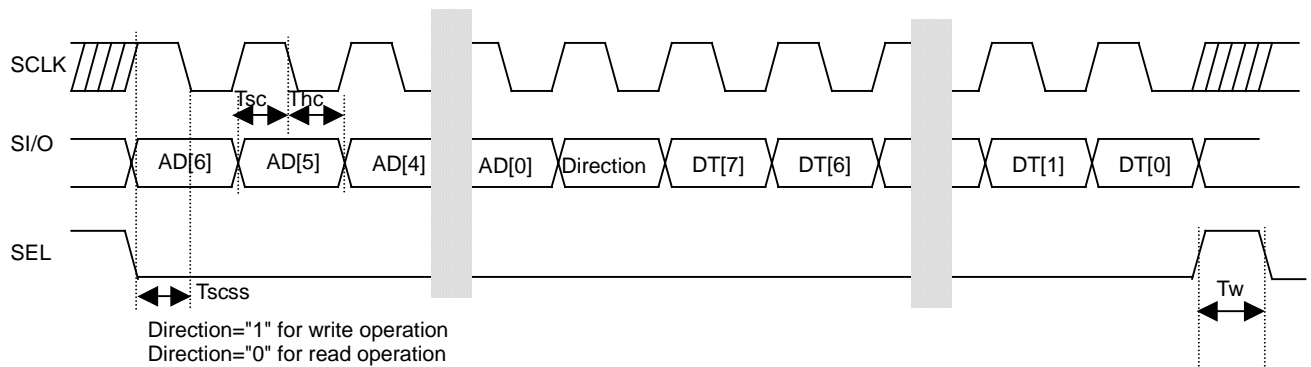 SCLK
Tsc Thc
SI/O
AD[6] AD[5] AD[4] AD[0] Direction DT[7] DT[6] DT[1] DT[0]
SEL
Tscss
Tw
Direction="1" for write operation
Direction="0" for read operation